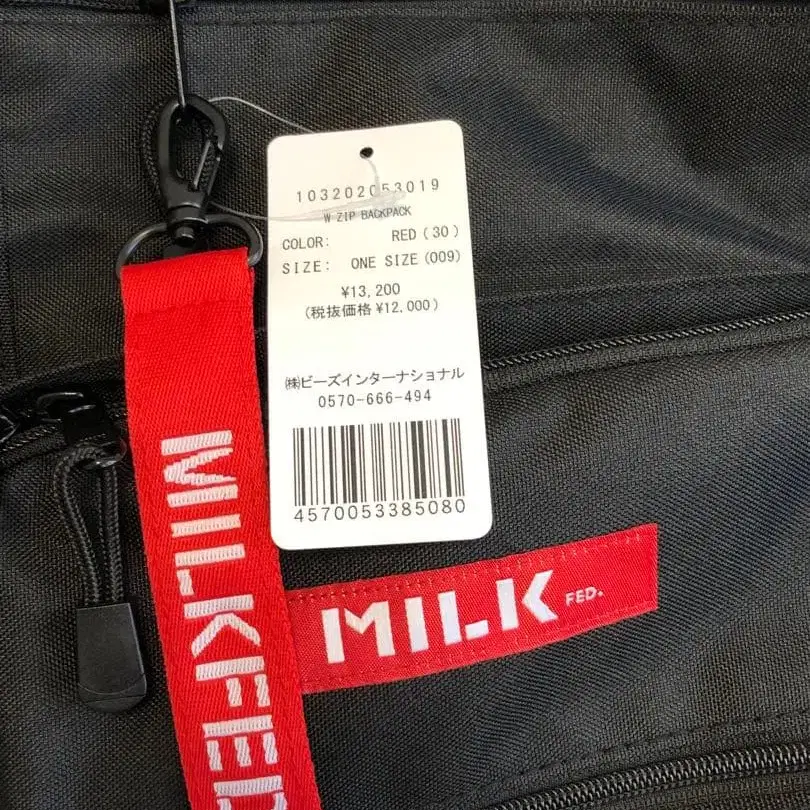 103202053019
W ZIP BACKPACK
COLOR: RED(30)
SIZE: ONE SIZE(009)
¥13,200
(税抜価格¥12,000)
㈱ビーズインターナショナル
0570-666-494
4570053385080
MILKFED
MILK FED.